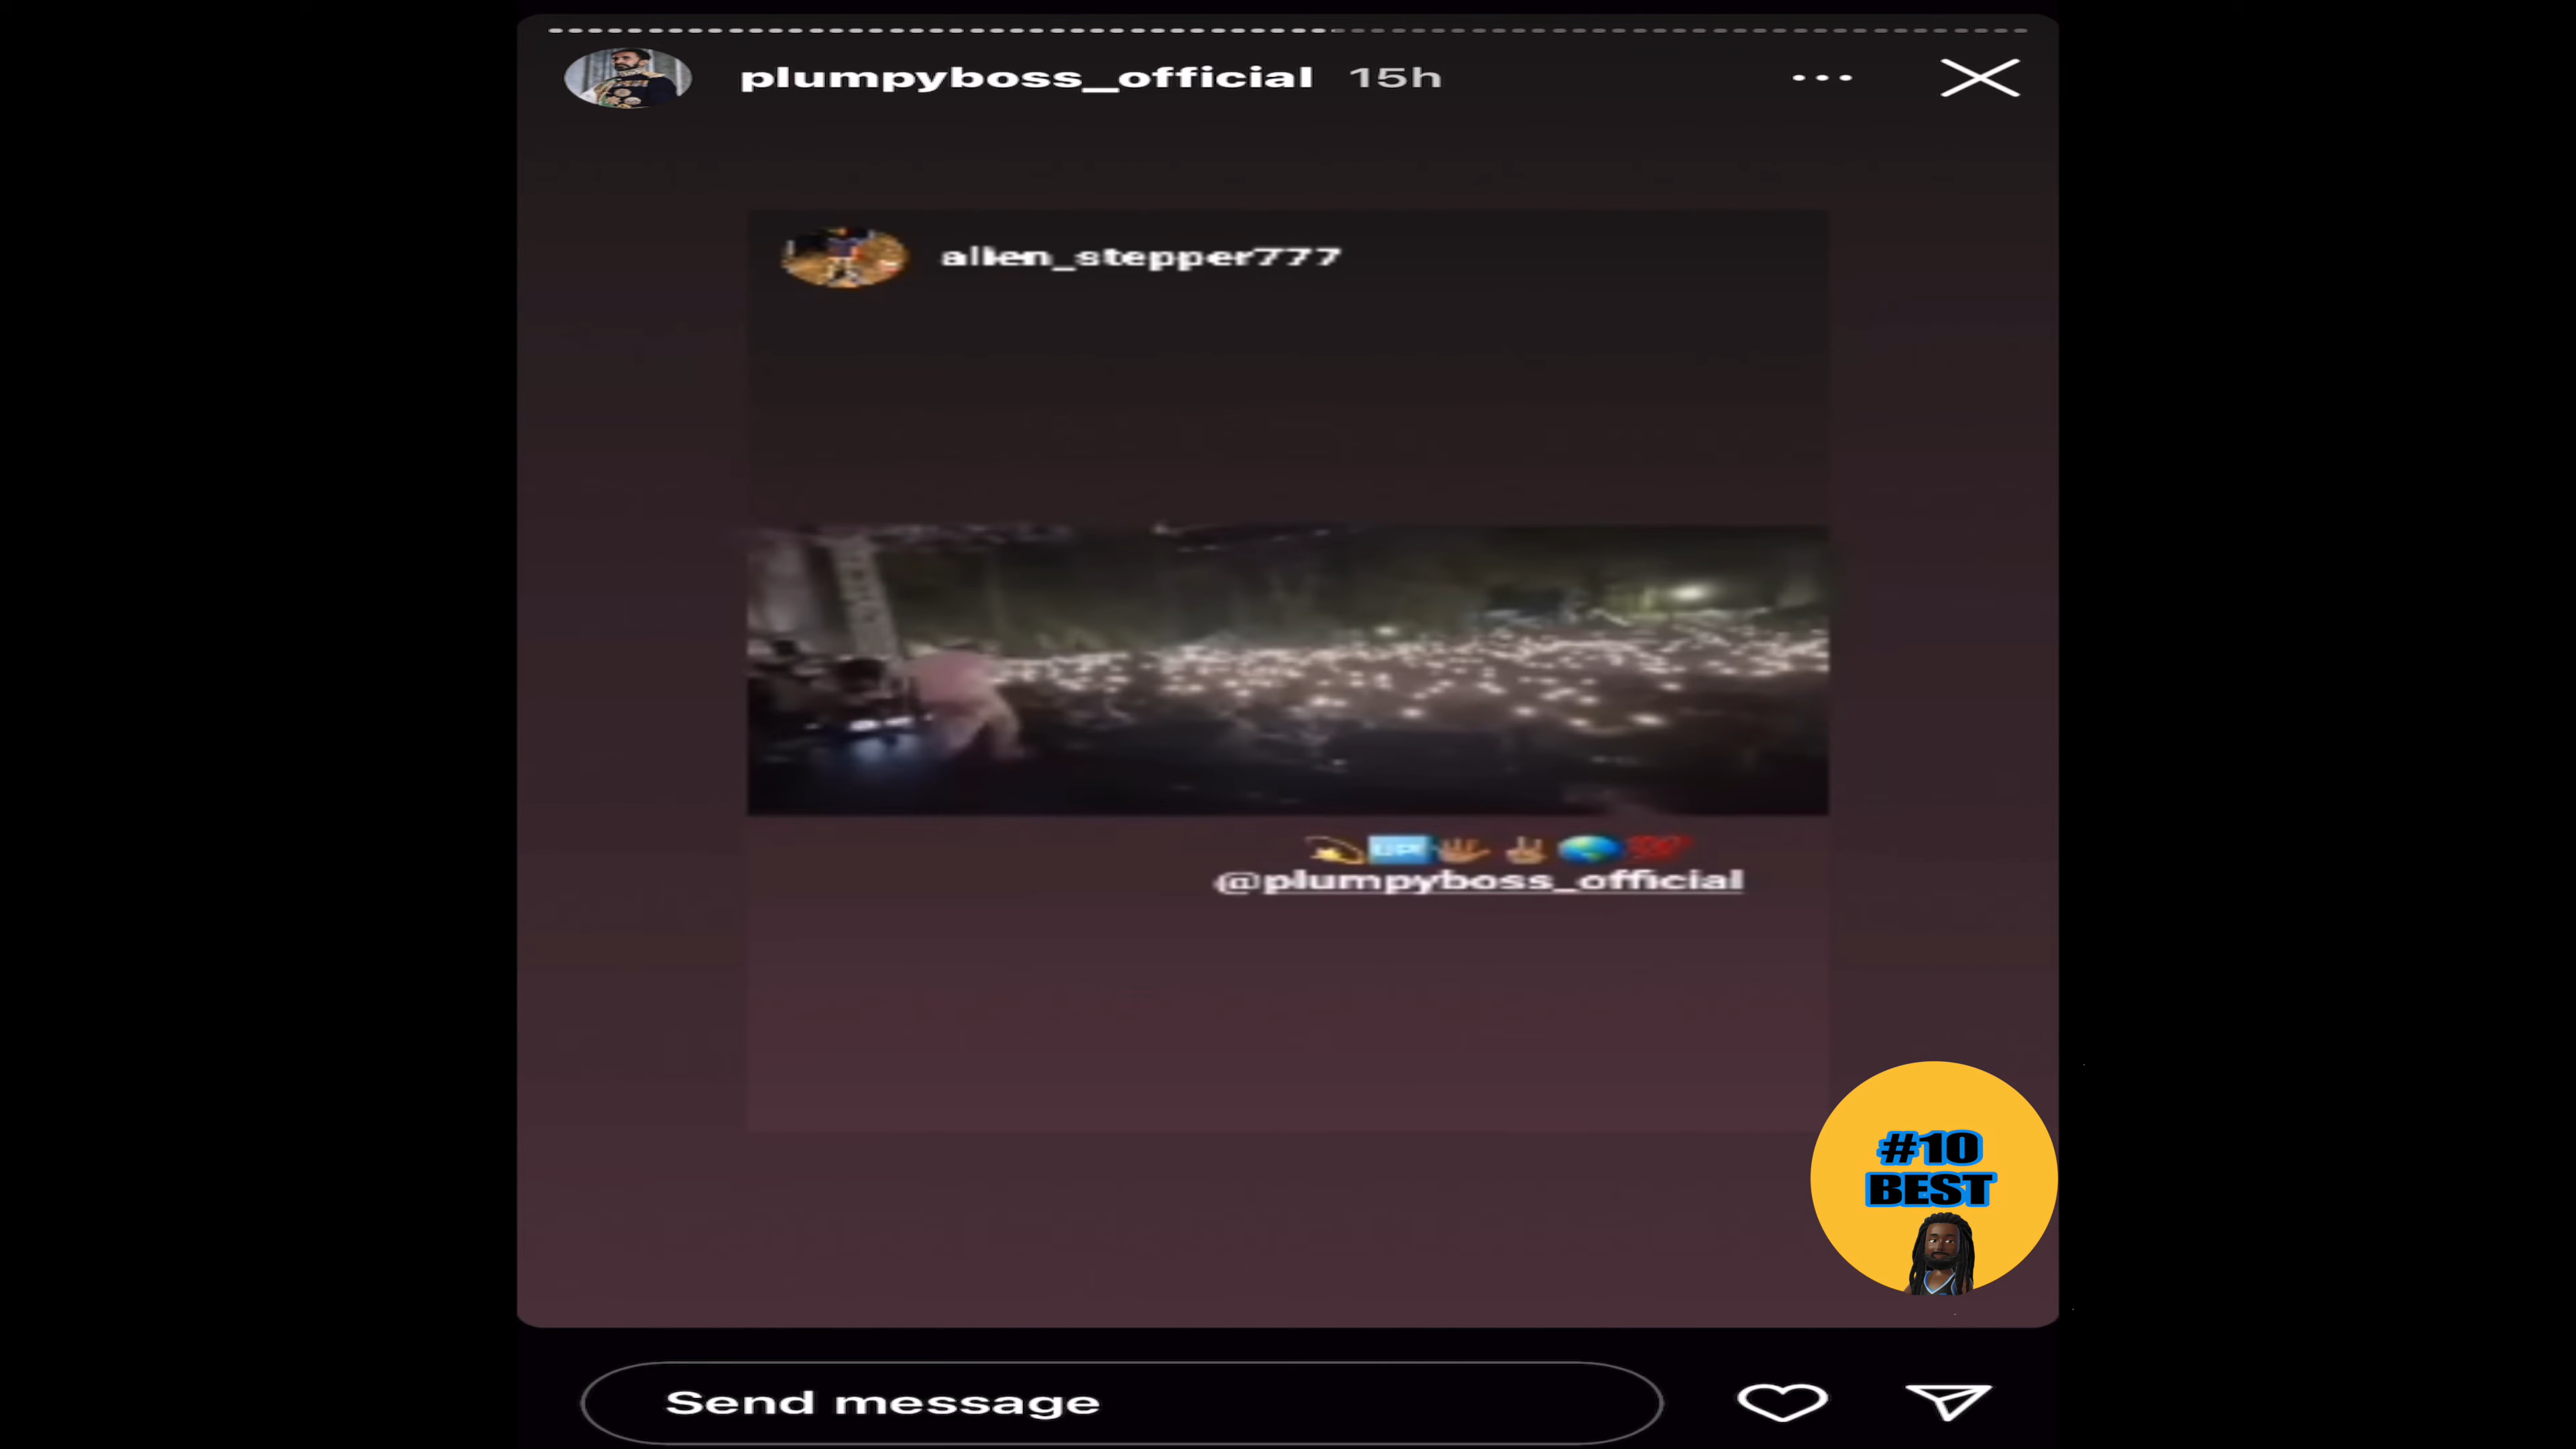 plumpyboss_official 15h
alien_stepper777
💫🆙🖐🏾✌🏾🌎💯
@plumpyboss_official
#10
BEST
Send message